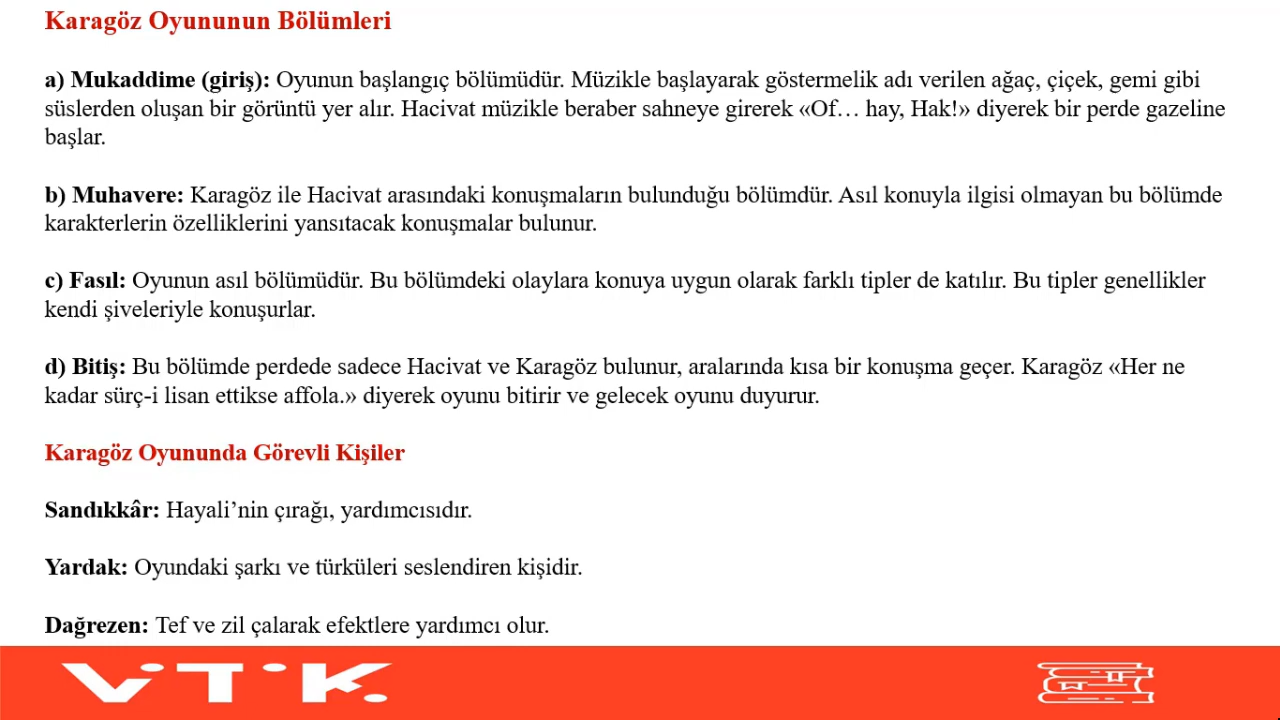 Karagöz Oyununun Bölümleri
a) Mukaddime (giriş): Oyunun başlangıç bölümüdür. Müzikle başlayarak göstermelik adı verilen ağaç, çiçek, gemi gibi
süslerden oluşan bir görüntü yer alır. Hacivat müzikle beraber sahneye girerek «Of… hay, Hak!» diyerek bir perde gazeline
başlar.
b) Muhavere: Karagöz ile Hacivat arasındaki konuşmaların bulunduğu bölümdür. Asıl konuyla ilgisi olmayan bu bölümde
karakterlerin özelliklerini yansıtacak konuşmalar bulunur.
c) Fasıl: Oyunun asıl bölümüdür. Bu bölümdeki olaylara konuya uygun olarak farklı tipler de katılır. Bu tipler genellikler
kendi şiveleriyle konuşurlar.
d) Bitiş: Bu bölümde perdede sadece Hacivat ve Karagöz bulunur, aralarında kısa bir konuşma geçer. Karagöz «Her ne
kadar sürç-i lisan ettikse affola.» diyerek oyunu bitirir ve gelecek oyunu duyurur.
Karagöz Oyununda Görevli Kişiler
Sandıkkâr: Hayali’nin çırağı, yardımcısıdır.
Yardak: Oyundaki şarkı ve türküleri seslendiren kişidir.
Dağrezen: Tef ve zil çalarak efektlere yardımcı olur.
VİTİK.